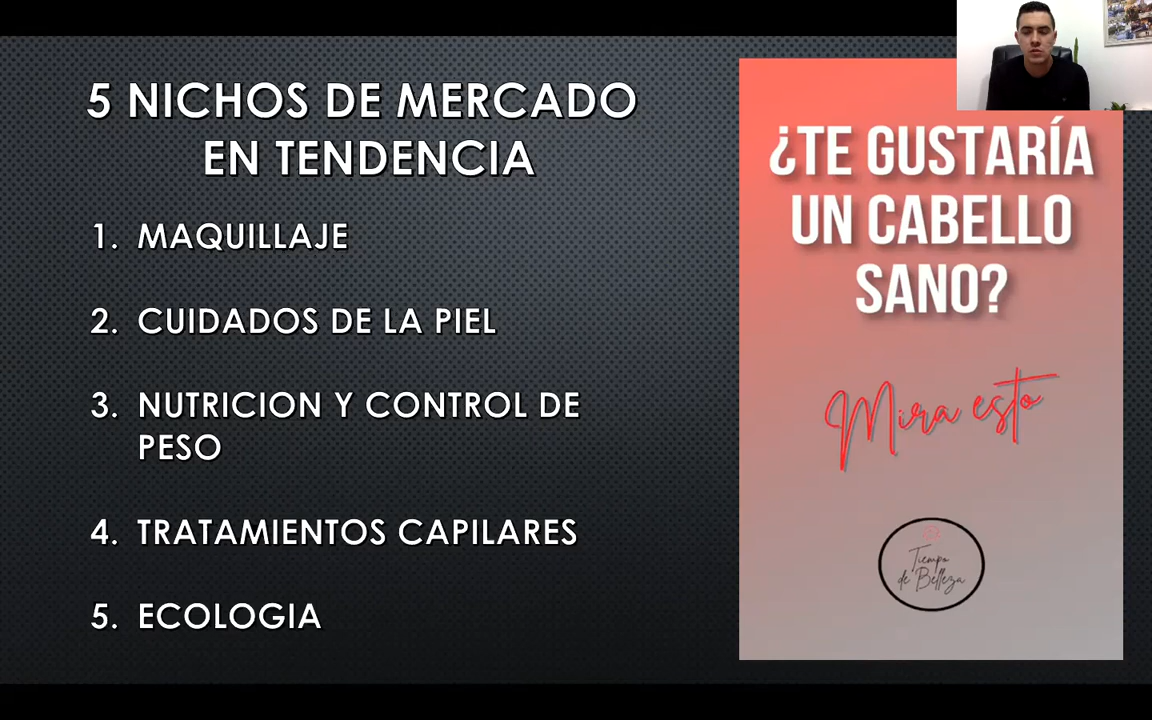 5 NICHOS DE MERCADO
EN TENDENCIA
1. MAQUILLAJE
2. CUIDADOS DE LA PIEL
3. NUTRICION Y CONTROL DE
PESO
4. TRATAMIENTOS CAPILARES
5. ECOLOGIA
¿TE GUSTARÍA
UN CABELLO
SANO?
Mira esto
Tiempo
de Belleza